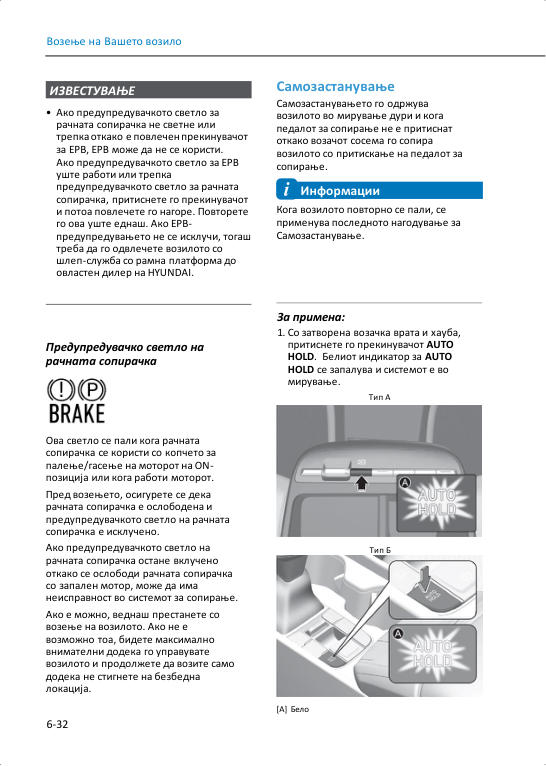 Возење на Вашето возило
ИЗВЕСТУВАЊЕ
• Ако предупредувачкото светло за
рачната сопирачка не светне или
трепка откако е повлечен прекинувачот
за EPB, EPB може да не се користи.
Ако предупредувачкото светло за EPB
уште работи или трепка
предупредувачкото светло за рачната
сопирачка, притиснете го прекинувачот
и потоа повлечете го нагоре. Повторете
го ова уште еднаш. Ако EPB-
предупредувањето не се исклучи, тогаш
треба да го одвлечете возилото со
шлеп-служба со рамна платформа до
овластен дилер на HYUNDAI.
Предупредувачко светло на
рачната сопирачка
BRAKE
Ова светло се пали кога рачната
сопирачка се користи со копчето за
палење/гасење на моторот на ON-
позиција или кога работи моторот.
Пред возењето, осигурете се дека
рачната сопирачка е ослободена и
предупредувачкото светло на рачната
сопирачка е исклучено.
Ако предупредувачкото светло на
рачната сопирачка остане вклучено
откако се ослободи рачната сопирачка
со запален мотор, може да има
неисправност во системот за сопирање.
Ако е можно, веднаш престанете со
возење на возилото. Ако не е
возможно тоа, бидете максимално
внимателни додека го управувате
возилото и продолжете да возите само
додека не стигнете на безбедна
локација.
6-32
Самозастанување
Самозастанувањето го одржува
возилото во мирување дури и кога
педалот за сопирање не е притиснат
откако возачот сосема го сопира
возилото со притискање на педалот за
сопирање.
i Информации
Кога возилото повторно се пали, се
применува последното нагодување за
Самозастанување.
За примена:
1. Со затворена возачка врата и хауба,
притиснете го прекинувачот AUTO
HOLD. Белиот индикатор за AUTO
HOLD се запалува и системот е во
мирување.
Тип А
A
AUTO
HOLD
Тип Б
A
AUTO
HOLD
[A] Бело